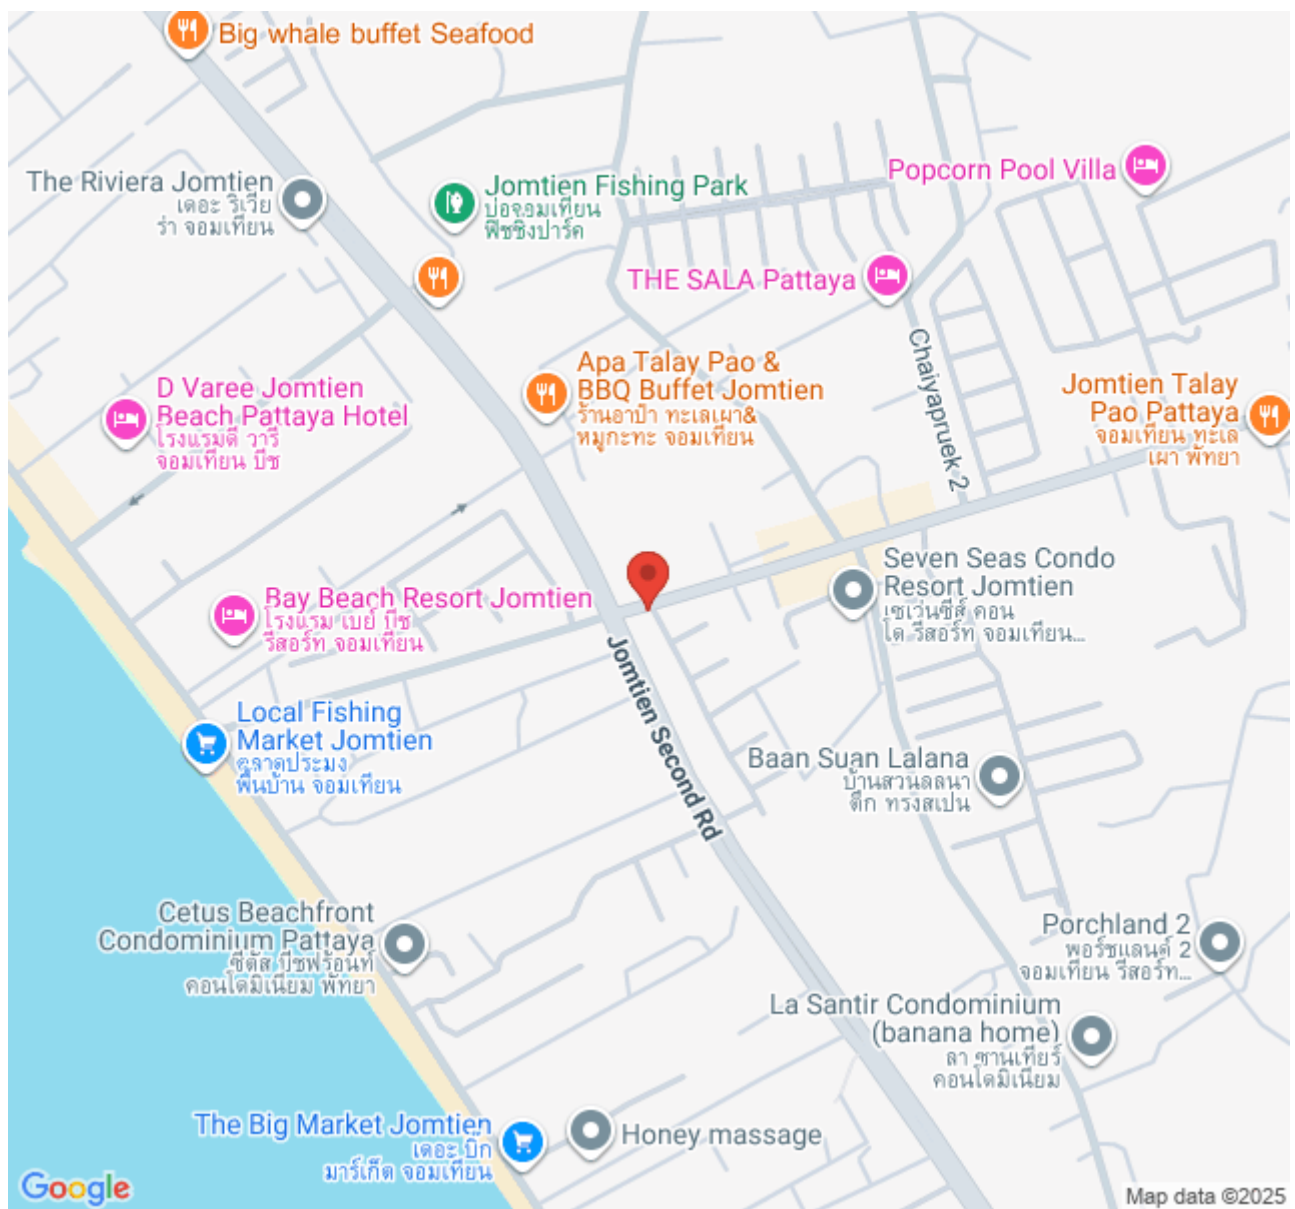 Big whale buffet Seafood
The Riviera Jomtien
เดอะ ริเวีย
ร่า จอมเทียน
Jomtien Fishing Park
บ่อจอมเทียน
ฟิชชิงปาร์ค
Popcorn Pool Villa
THE SALA Pattaya
Chaiyapruek 2
Apa Talay Pao &
BBQ Buffet Jomtien
ร้านอาป๋า ทะเลเผา&
หมูกะทะ จอมเทียน
D Varee Jomtien
Beach Pattaya Hotel
โรงแรมดี วารี
จอมเทียน บีช
Jomtien Talay
Pao Pattaya
จอมเทียน ทะเล
เผา พัทยา
Seven Seas Condo
Resort Jomtien
เซเว่นซีส์ คอน
โด รีสอร์ท จอมเทียน...
Bay Beach Resort Jomtien
โรงแรม เบย์ บีช
รีสอร์ท จอมเทียน
Jomtien Second Rd
Local Fishing
Market Jomtien
ตลาดประมง
พื้นบ้าน จอมเทียน
Baan Suan Lalana
บ้านสวนลลนา
ตึก ทรงสเปน
Cetus Beachfront
Condominium Pattaya
ซีตัส บีชฟร้อนท์
คอนโดมิเนียม พัทยา
Porchland 2
พอร์ชแลนด์ 2
จอมเทียน รีสอร์ท...
La Santir Condominium
(banana home)
ลา ซานเทียร์
คอนโดมิเนียม
The Big Market Jomtien
เดอะ บิ๊ก
มาร์เก็ต จอมเทียน
Honey massage
Google
Map data ©2025